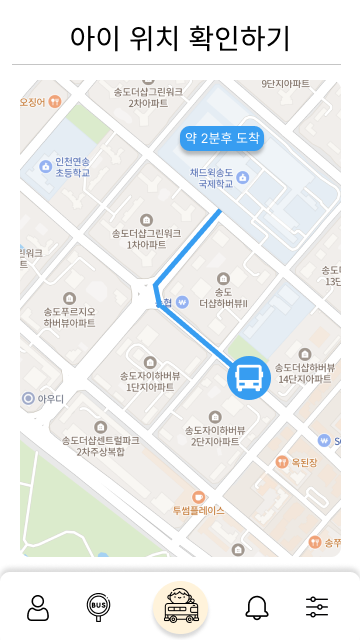 아이 위치 확인하기
9단지아파트
송도더샵그린워크
2차아파트
오징어
약 2분후 도착
인천연송
초등학교
채드윅송도
국제학교
송도더샵그린워크
1차아파트
린워크
트
송도
13단
송도
더샵하버뷰II
송도푸르지오
하버뷰아파트
농협
송도더샵하버뷰
14단지아파트
송도자이하버뷰
1단지아파트
아우디
송도자이하버뷰
2단지아파트
송도더샵센트럴파크
2차주상복합
옥된장
투썸플레이스
송쭈
BUS